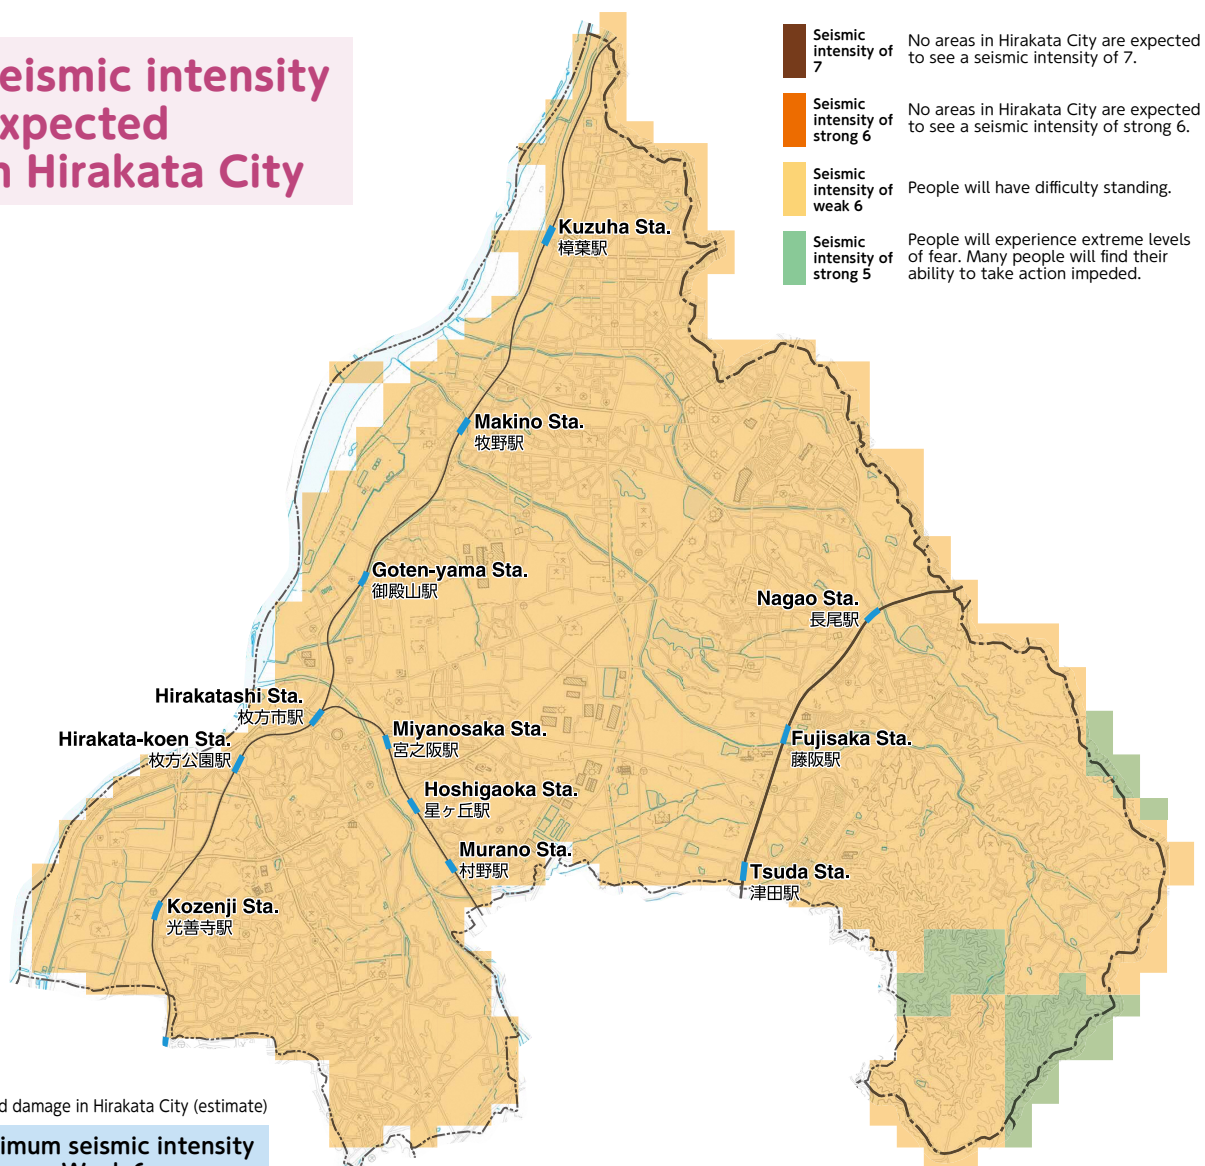 eismic intensity
xpected
Hirakata City
Seismic
intensity of
7
No areas in Hirakata City are expected
to see a seismic intensity of 7.
Seismic
intensity of
strong 6
No areas in Hirakata City are expected
to see a seismic intensity of strong 6.
Seismic
intensity of
weak 6
People will have difficulty standing.
Seismic
intensity of
strong 5
People will experience extreme levels
of fear. Many people will find their
ability to take action impeded.
Kuzuha Sta.
樟葉駅
Makino Sta.
牧野駅
Goten-yama Sta.
御殿山駅
Nagao Sta.
長尾駅
Hirakatashi Sta.
枚方市駅
Hirakata-koen Sta.
枚方公園駅
Miyanosaka Sta.
宮之阪駅
Fujisaka Sta.
藤阪駅
Hoshigaoka Sta.
星ヶ丘駅
Murano Sta.
村野駅
Tsuda Sta.
津田駅
Kozenji Sta.
光善寺駅
d damage in Hirakata City (estimate)
imum seismic intensity